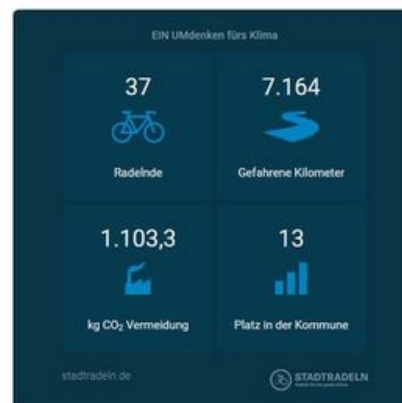 EIN UMdenken fürs Klima
37
Radelnde
7.164
Gefahrene Kilometer
1.103,3
kg CO₂ Vermeidung
13
Platz in der Kommune
stadtradeln.de
STADTRADELN